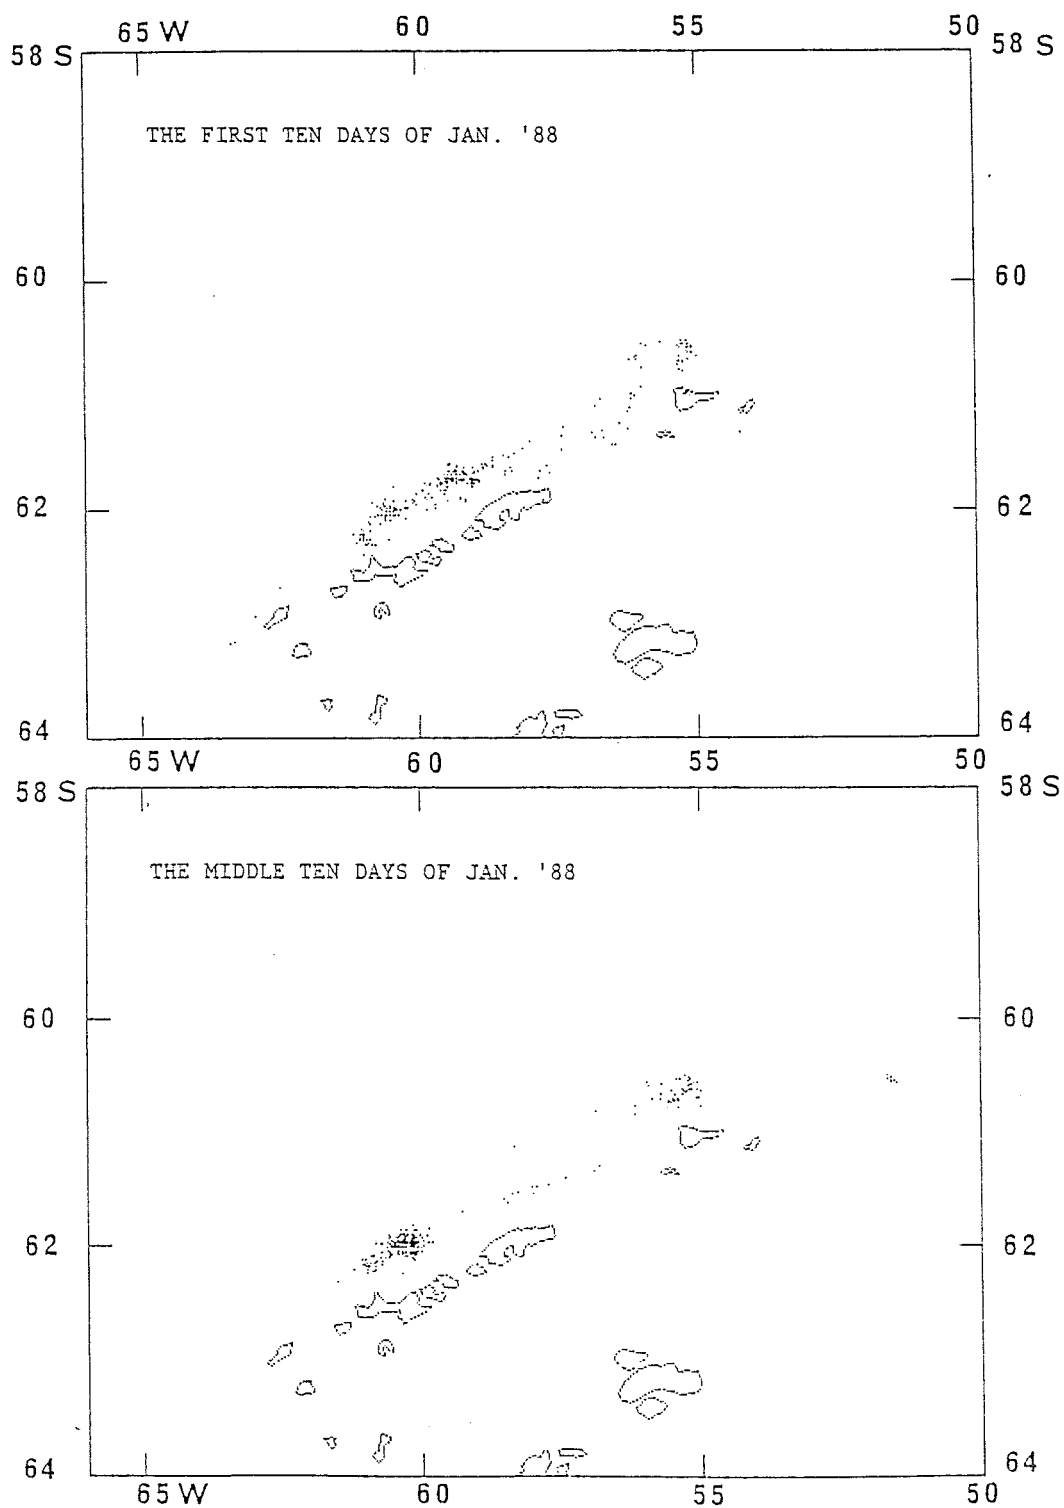 65 W 60 55 50
58 S 58 S
THE FIRST TEN DAYS OF JAN. '88
60 60
62 62
64 64
65 W 60 55 50
58 S 58 S
THE MIDDLE TEN DAYS OF JAN. '88
60 60
62 62
64 64
65 W 60 55 50